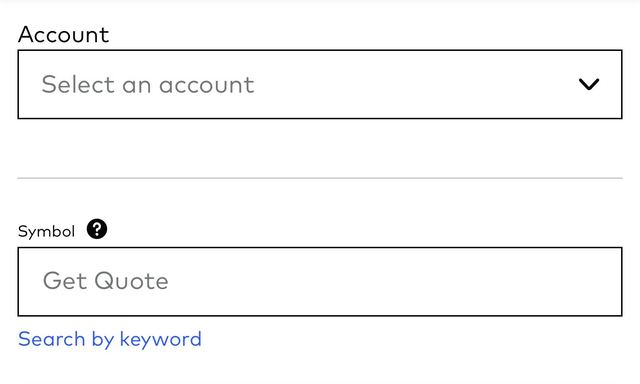 Account
Select an account
Symbol ?
Get Quote
Search by keyword